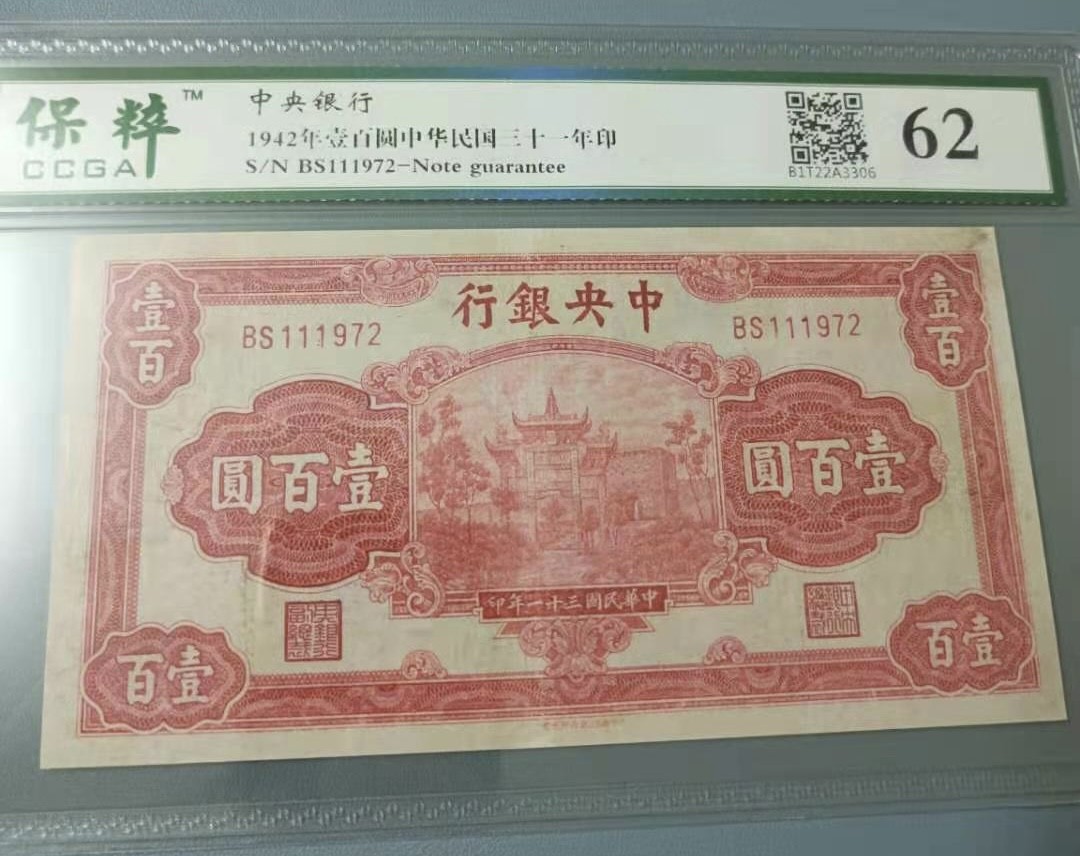 保粹™
CCGA
中央银行
1942年壹百圆中华民国三十一年印
S/N BS111972-Note guarantee
B1T22A3306
62
壹百
中央銀行
壹百
BS111972
BS111972
壹百圓
壹百圓
中華民國三十一年印
壹百
壹百